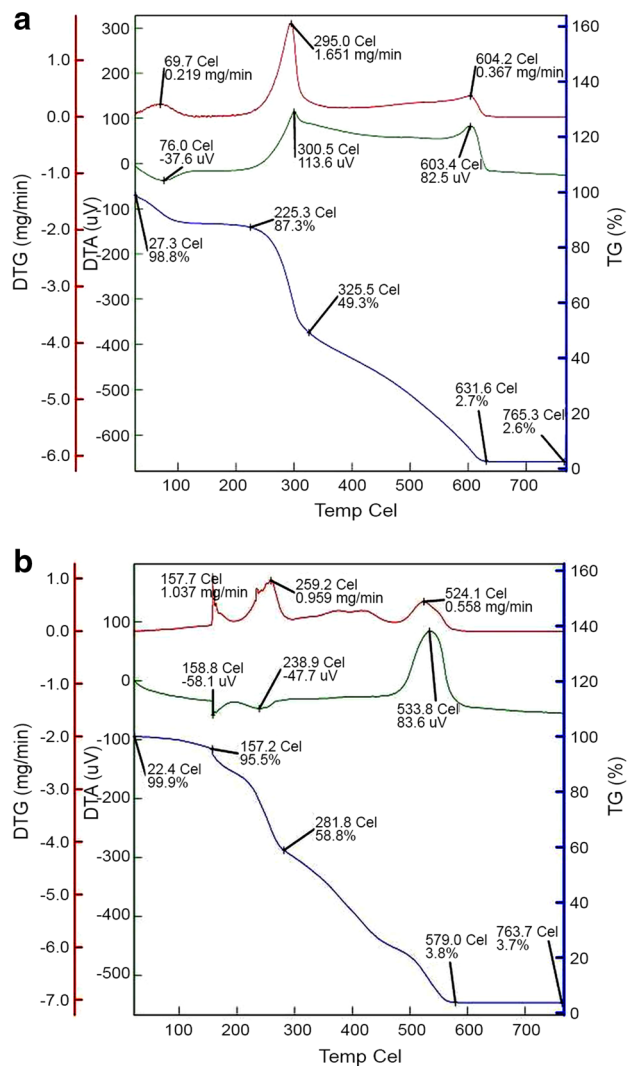 a
DTG (mg/min)
1.0
0.0
-1.0
-2.0
-3.0
-4.0
-5.0
-6.0
DTA (uV)
300
200
100
0
-100
-200
-300
-400
-500
-600
69.7 Cel
0.219 mg/min
295.0 Cel
1.651 mg/min
604.2 Cel
0.367 mg/min
76.0 Cel
-37.6 uV
300.5 Cel
113.6 uV
603.4 Cel
82.5 uV
27.3 Cel
98.8%
225.3 Cel
87.3%
325.5 Cel
49.3%
631.6 Cel
2.7%
765.3 Cel
2.6%
TG (%)
160
140
120
100
80
60
40
20
0
100 200 300 400 500 600 700
Temp Cel
b
DTG (mg/min)
1.0
0.0
-1.0
-2.0
-3.0
-4.0
-5.0
-6.0
-7.0
DTA (uV)
100
0
-100
-200
-300
-400
-500
157.7 Cel
1.037 mg/min
259.2 Cel
0.959 mg/min
524.1 Cel
0.558 mg/min
158.8 Cel
-58.1 uV
238.9 Cel
-47.7 uV
533.8 Cel
83.6 uV
22.4 Cel
99.9%
157.2 Cel
95.5%
281.8 Cel
58.8%
579.0 Cel
3.8%
763.7 Cel
3.7%
TG (%)
160
140
120
100
80
60
40
20
0
100 200 300 400 500 600 700
Temp Cel